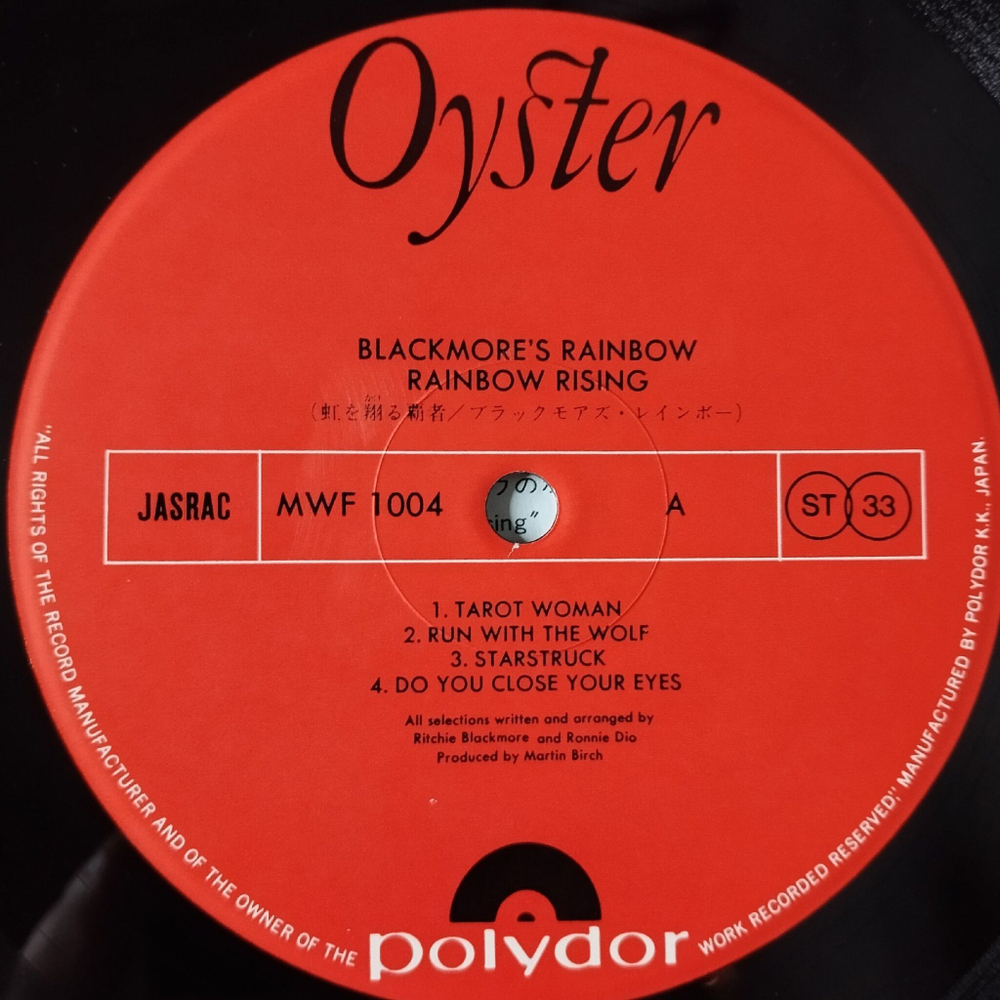 Oyster
BLACKMORE'S RAINBOW
RAINBOW RISING
(虹を翔る覇者/ブラックモアズ・レインボー)
JASRAC MWF 1004 A ST 33
ing"
1. TAROT WOMAN
2. RUN WITH THE WOLF
3. STARSTRUCK
4. DO YOU CLOSE YOUR EYES
All selections written and arranged by
Ritchie Blackmore and Ronnie Dio
Produced by Martin Birch
"ALL RIGHTS OF THE RECORD MANUFACTURER AND OF THE OWNER OF THE WORK RECORDED RESERVED," MANUFACTURED BY POLYDOR K.K., JAPAN.
polydor